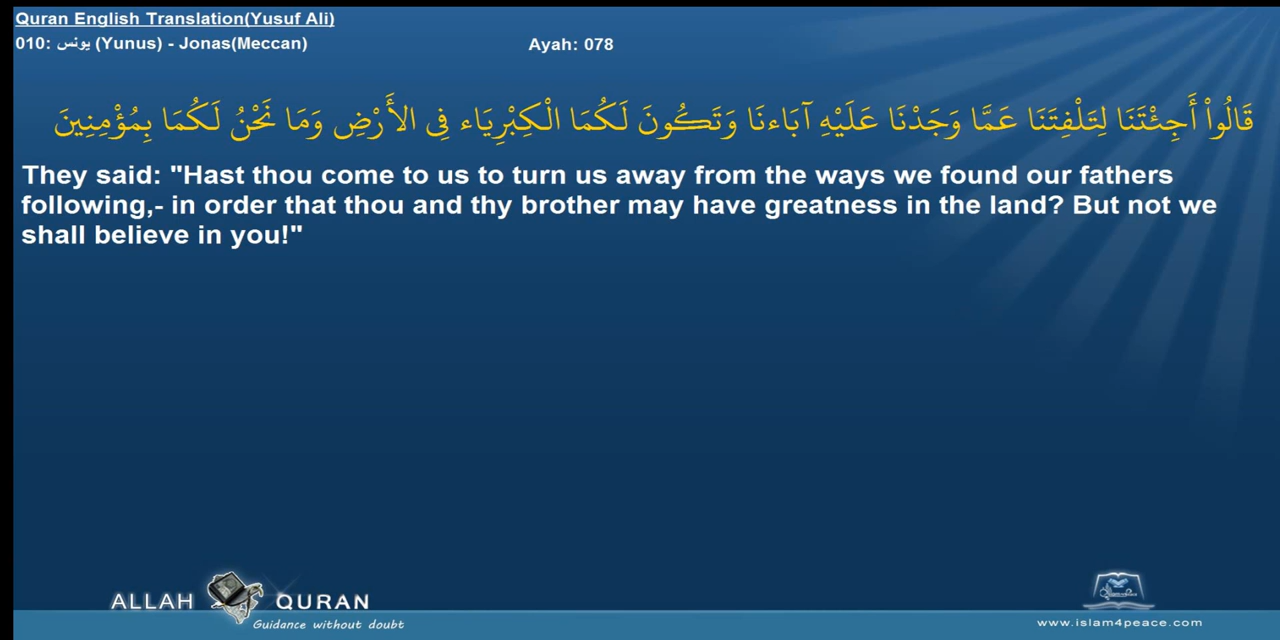 Quran English Translation(Yusuf Ali)
010: يونس (Yunus) - Jonas(Meccan)
Ayah: 078
قَالُواْ أَجِئْتَنَا لِتَلْفِتَنَا عَمَّا وَجَدْنَا عَلَيْهِ آبَاءنَا وَتَكُونَ لَكُمَا الْكِبْرِيَاء فِي الأَرْضِ وَمَا نَحْنُ لَكُمَا بِمُؤْمِنِينَ
They said: "Hast thou come to us to turn us away from the ways we found our fathers
following,- in order that thou and thy brother may have greatness in the land? But not we
shall believe in you!"
ALLAH QURAN
Guidance without doubt
www.islam4peace.com